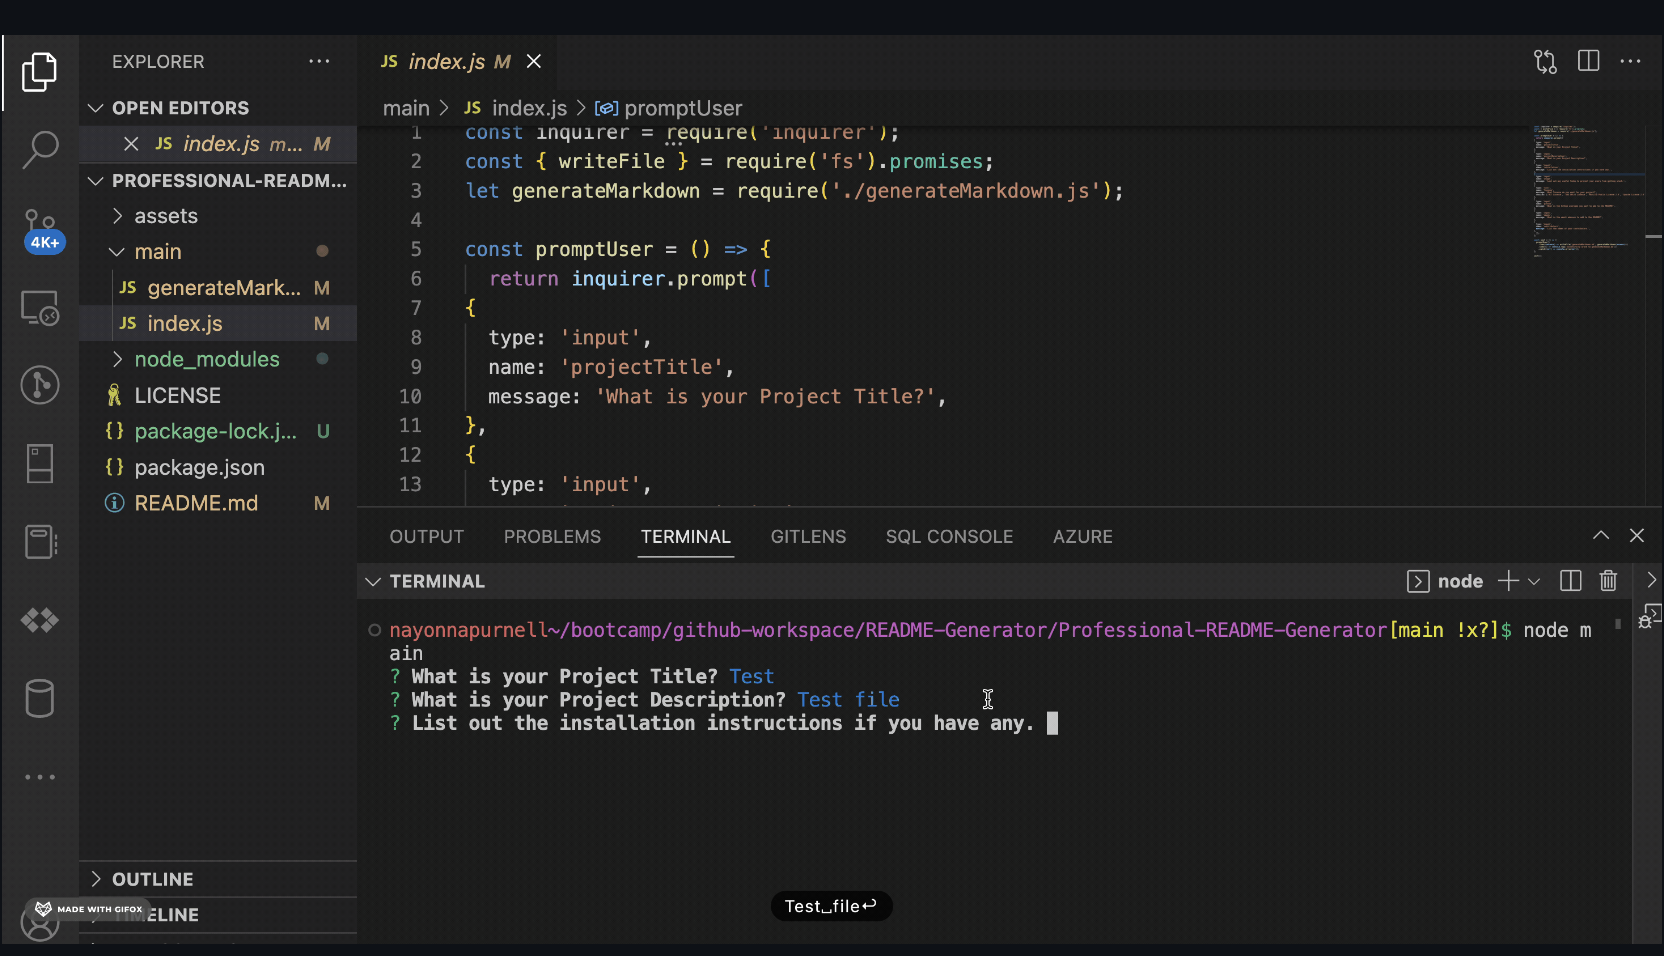 EXPLORER
OPEN EDITORS
JS index.js m... M
PROFESSIONAL-READM...
assets
main
JS generateMark... M
JS index.js M
node_modules
LICENSE
{} package-lock.j... U
{} package.json
README.md M
OUTLINE
MELINE
4K+
MADE WITH GIFOX
JS index.js M
main > JS index.js > promptUser
1 const inquirer = require('inquirer');
2 const { writeFile } = require('fs').promises;
3 let generateMarkdown = require('./generateMarkdown.js');
4
5 const promptUser = () => {
6 return inquirer.prompt([
7 {
8 type: 'input',
9 name: 'projectTitle',
10 message: 'What is your Project Title?',
11 },
12 {
13 type: 'input',
OUTPUT PROBLEMS TERMINAL GITLENS SQL CONSOLE AZURE
TERMINAL
node
nayonnapurnell~/bootcamp/github-workspace/README-Generator/Professional-README-Generator[main !x?]$ node m
ain
? What is your Project Title? Test
? What is your Project Description? Test file
? List out the installation instructions if you have any.
Test␣file↩